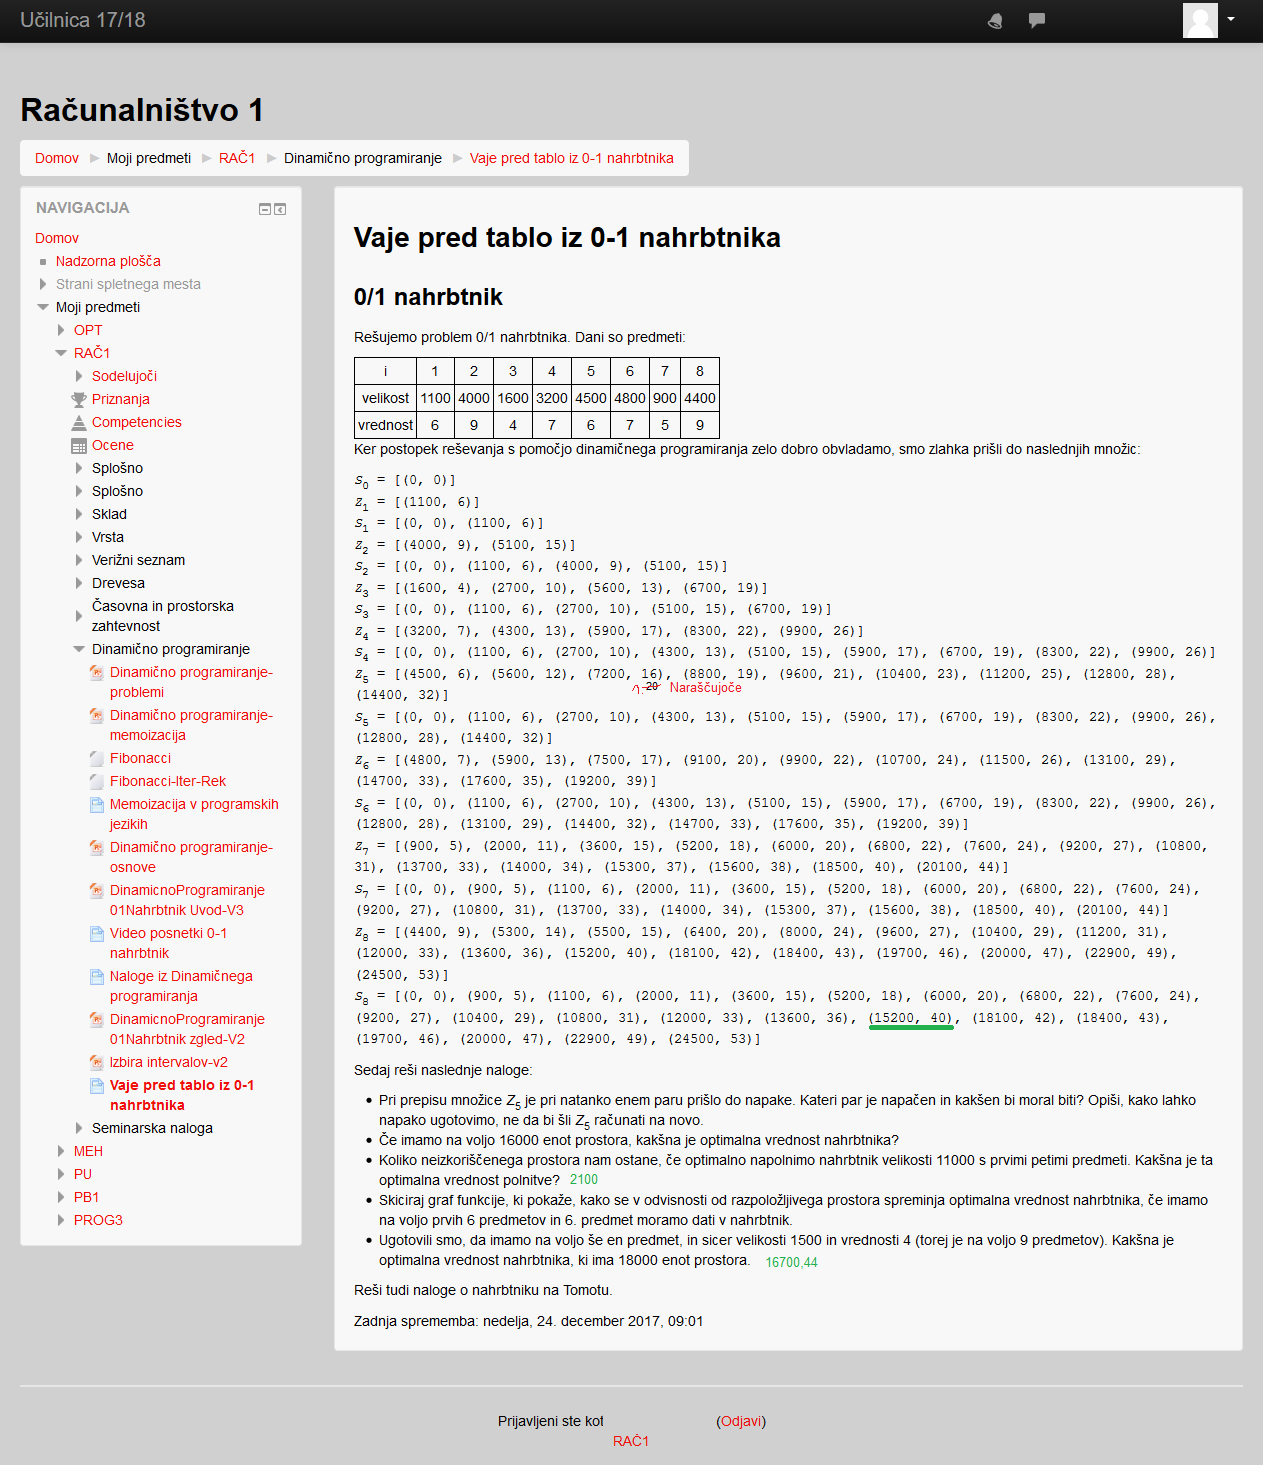 Učilnica 17/18
Računalništvo 1
Domov ▶ Moji predmeti ▶ RAČ1 ▶ Dinamično programiranje ▶ Vaje pred tablo iz 0-1 nahrbtnika
NAVIGACIJA
Domov
Nadzorna plošča
Strani spletnega mesta
Moji predmeti
OPT
RAČ1
Sodelujoči
Priznanja
Competencies
Ocene
Splošno
Splošno
Sklad
Vrsta
Verižni seznam
Drevesa
Časovna in prostorska
zahtevnost
Dinamično programiranje
Dinamično programiranje-
problemi
Dinamično programiranje-
memoizacija
Fibonacci
Fibonacci-Iter-Rek
Memoizacija v programskih
jezikih
Dinamično programiranje-
osnove
DinamicnoProgramiranje
01Nahrbtnik Uvod-V3
Video posnetki 0-1
nahrbtnik
Naloge iz Dinamičnega
programiranja
DinamicnoProgramiranje
01Nahrbtnik zgled-V2
Izbira intervalov-v2
Vaje pred tablo iz 0-1
nahrbtnika
Seminarska naloga
MEH
PU
PB1
PROG3
Vaje pred tablo iz 0-1 nahrbtnika
0/1 nahrbtnik
Rešujemo problem 0/1 nahrbtnika. Dani so predmeti:
i 1 2 3 4 5 6 7 8
velikost 1100 4000 1600 3200 4500 4800 900 4400
vrednost 6 9 4 7 6 7 5 9
Ker postopek reševanja s pomočjo dinamičnega programiranja zelo dobro obvladamo, smo zlahka prišli do naslednjih množic:
S0 = [(0, 0)]
Z1 = [(1100, 6)]
S1 = [(0, 0), (1100, 6)]
Z2 = [(4000, 9), (5100, 15)]
S2 = [(0, 0), (1100, 6), (4000, 9), (5100, 15)]
Z3 = [(1600, 4), (2700, 10), (5600, 13), (6700, 19)]
S3 = [(0, 0), (1100, 6), (2700, 10), (5100, 15), (6700, 19)]
Z4 = [(3200, 7), (4300, 13), (5900, 17), (8300, 22), (9900, 26)]
S4 = [(0, 0), (1100, 6), (2700, 10), (4300, 13), (5100, 15), (5900, 17), (6700, 19), (8300, 22), (9900, 26)]
Z5 = [(4500, 6), (5600, 12), (7200, 16), (8800, 19), (9600, 21), (10400, 23), (11200, 25), (12800, 28),
20 Naraščujoče
(14400, 32)]
S5 = [(0, 0), (1100, 6), (2700, 10), (4300, 13), (5100, 15), (5900, 17), (6700, 19), (8300, 22), (9900, 26),
(12800, 28), (14400, 32)]
Z6 = [(4800, 7), (5900, 13), (7500, 17), (9100, 20), (9900, 22), (10700, 24), (11500, 26), (13100, 29),
(14700, 33), (17600, 35), (19200, 39)]
S6 = [(0, 0), (1100, 6), (2700, 10), (4300, 13), (5100, 15), (5900, 17), (6700, 19), (8300, 22), (9900, 26),
(12800, 28), (13100, 29), (14400, 32), (14700, 33), (17600, 35), (19200, 39)]
Z7 = [(900, 5), (2000, 11), (3600, 15), (5200, 18), (6000, 20), (6800, 22), (7600, 24), (9200, 27), (10800,
31), (13700, 33), (14000, 34), (15300, 37), (15600, 38), (18500, 40), (20100, 44)]
S7 = [(0, 0), (900, 5), (1100, 6), (2000, 11), (3600, 15), (5200, 18), (6000, 20), (6800, 22), (7600, 24),
(9200, 27), (10800, 31), (13700, 33), (14000, 34), (15300, 37), (15600, 38), (18500, 40), (20100, 44)]
Z8 = [(4400, 9), (5300, 14), (5500, 15), (6400, 20), (8000, 24), (9600, 27), (10400, 29), (11200, 31),
(12000, 33), (13600, 36), (15200, 40), (18100, 42), (18400, 43), (19700, 46), (20000, 47), (22900, 49),
(24500, 53)]
S8 = [(0, 0), (900, 5), (1100, 6), (2000, 11), (3600, 15), (5200, 18), (6000, 20), (6800, 22), (7600, 24),
(9200, 27), (10400, 29), (10800, 31), (12000, 33), (13600, 36), (15200, 40), (18100, 42), (18400, 43),
(19700, 46), (20000, 47), (22900, 49), (24500, 53)]
Sedaj reši naslednje naloge:
• Pri prepisu množice Z5 je pri natanko enem paru prišlo do napake. Kateri par je napačen in kakšen bi moral biti? Opiši, kako lahko
napako ugotovimo, ne da bi šli Z5 računati na novo.
• Če imamo na voljo 16000 enot prostora, kakšna je optimalna vrednost nahrbtnika?
• Koliko neizkoriščenega prostora nam ostane, če optimalno napolnimo nahrbtnik velikosti 11000 s prvimi petimi predmeti. Kakšna je ta
optimalna vrednost polnitve? 2100
• Skiciraj graf funkcije, ki pokaže, kako se v odvisnosti od razpoložljivega prostora spreminja optimalna vrednost nahrbtnika, če imamo
na voljo prvih 6 predmetov in 6. predmet moramo dati v nahrbtnik.
• Ugotovili smo, da imamo na voljo še en predmet, in sicer velikosti 1500 in vrednosti 4 (torej je na voljo 9 predmetov). Kakšna je
optimalna vrednost nahrbtnika, ki ima 18000 enot prostora. 16700,44
Reši tudi naloge o nahrbtniku na Tomotu.
Zadnja sprememba: nedelja, 24. december 2017, 09:01
Prijavljeni ste kot (Odjavi)
RAČ1